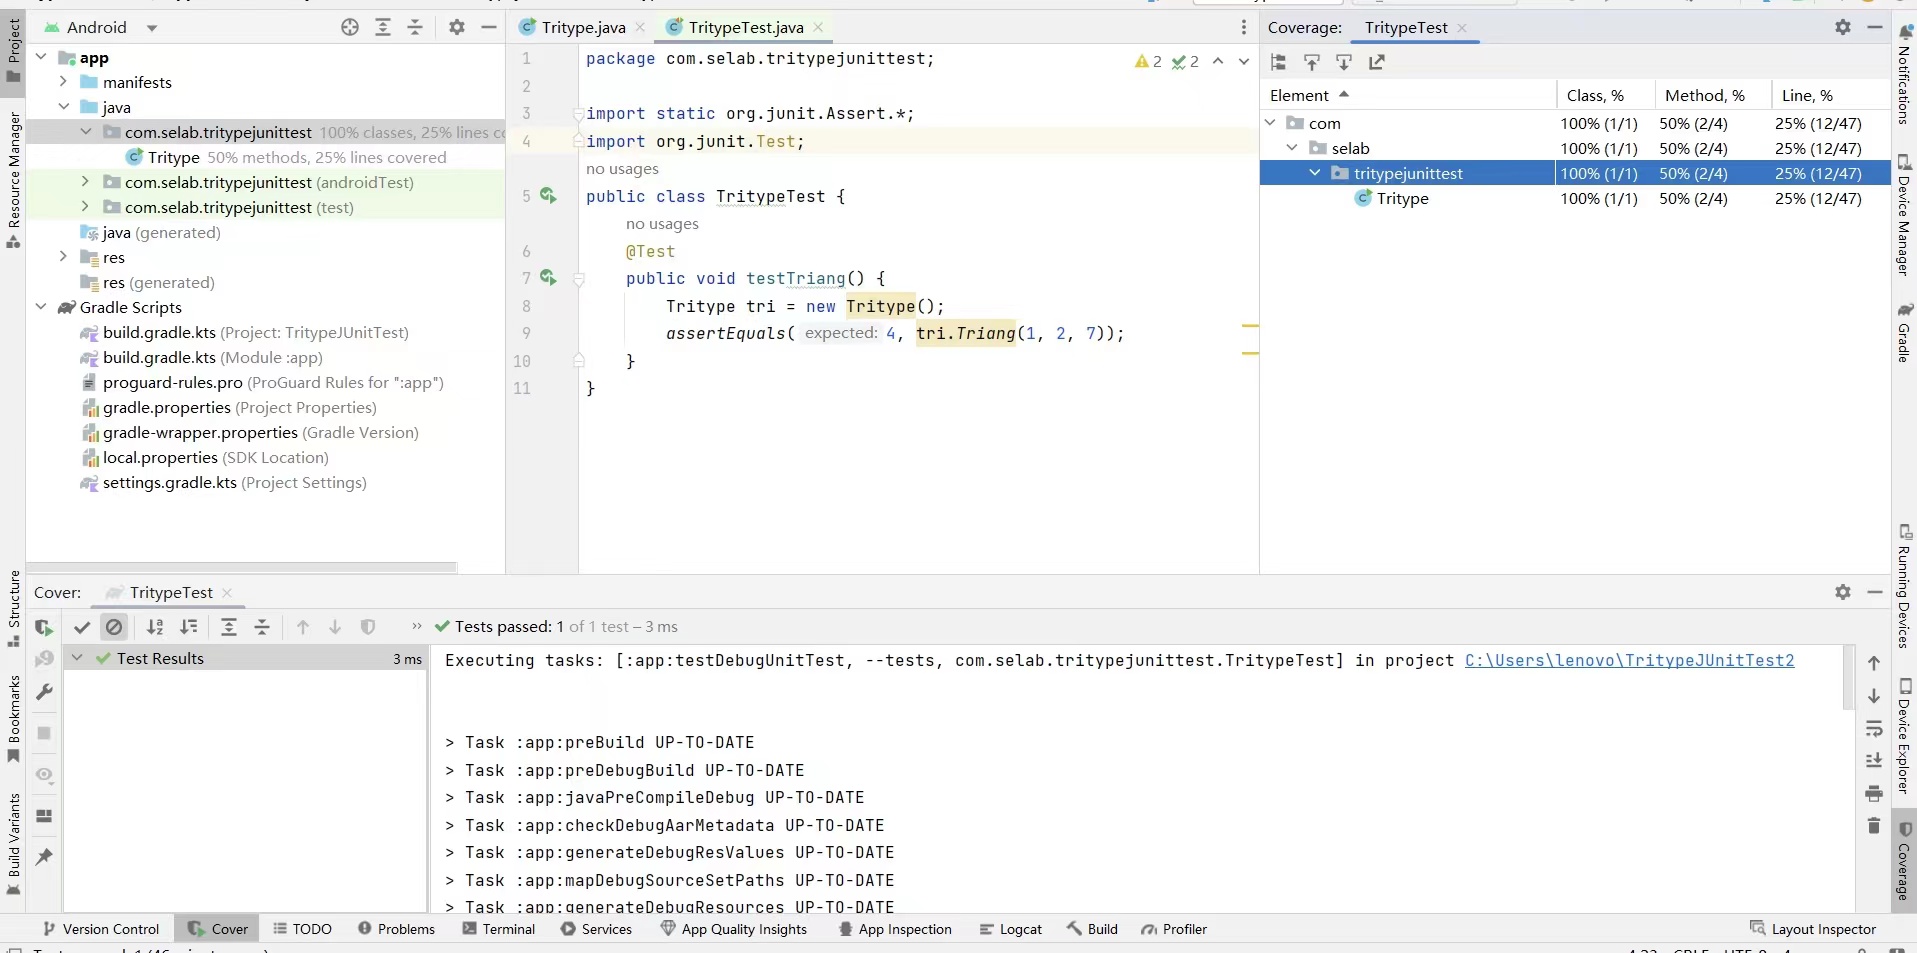 Android
Tritype.java
TritypeTest.java
Coverage:
TritypeTest
Project
Resource Manager
Structure
Bookmarks
Build Variants
app
manifests
java
com.selab.tritypejunittest 100% classes, 25% lines co
Tritype 50% methods, 25% lines covered
com.selab.tritypejunittest (androidTest)
com.selab.tritypejunittest (test)
java (generated)
res
res (generated)
Gradle Scripts
build.gradle.kts (Project: TritypeJUnitTest)
build.gradle.kts (Module :app)
proguard-rules.pro (ProGuard Rules for ":app")
gradle.properties (Project Properties)
gradle-wrapper.properties (Gradle Version)
local.properties (SDK Location)
settings.gradle.kts (Project Settings)
1 package com.selab.tritypejunittest;
2 2
2
3 import static org.junit.Assert.*;
4 import org.junit.Test;
no usages
5 public class TritypeTest {
no usages
6 @Test
7 public void testTriang() {
8 Tritype tri = new Tritype();
9 assertEquals( expected: 4, tri.Triang(1, 2, 7));
10 }
11 }
Element Class, % Method, % Line, %
com 100% (1/1) 50% (2/4) 25% (12/47)
selab 100% (1/1) 50% (2/4) 25% (12/47)
tritypejunittest 100% (1/1) 50% (2/4) 25% (12/47)
Tritype 100% (1/1) 50% (2/4) 25% (12/47)
Notifications
Device Manager
Gradle
Running Devices
Device Explorer
Coverage
Cover: TritypeTest
Tests passed: 1 of 1 test – 3 ms
Test Results 3 ms
Executing tasks: [:app:testDebugUnitTest, --tests, com.selab.tritypejunittest.TritypeTest] in project C:\Users\lenovo\TritypeJUnitTest2
> Task :app:preBuild UP-TO-DATE
> Task :app:preDebugBuild UP-TO-DATE
> Task :app:javaPreCompileDebug UP-TO-DATE
> Task :app:checkDebugAarMetadata UP-TO-DATE
> Task :app:generateDebugResValues UP-TO-DATE
> Task :app:mapDebugSourceSetPaths UP-TO-DATE
> Task :app:generateDebugResources UP-TO-DATE
Version Control
Cover
TODO
Problems
Terminal
Services
App Quality Insights
App Inspection
Logcat
Build
Profiler
Layout Inspector